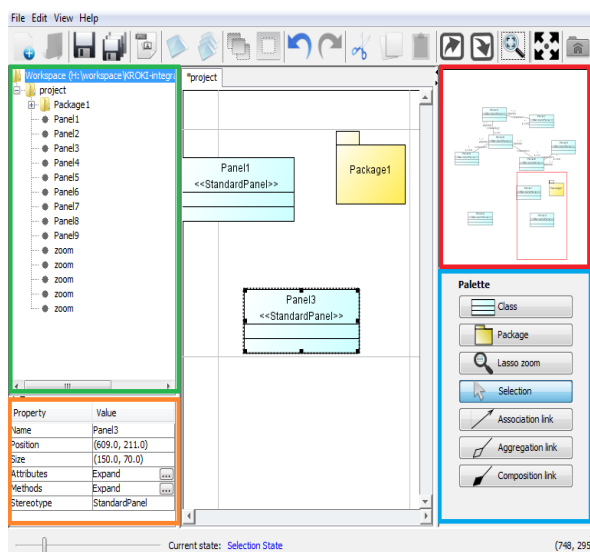 File Edit View Help
Workspace (H:\workspace\KROKI-integra
project
Package1
Panel1
Panel2
Panel3
Panel4
Panel5
Panel6
Panel7
Panel8
Panel9
zoom
zoom
zoom
zoom
zoom
*project
Panel1
<<StandardPanel>>
Package1
Panel3
<<StandardPanel>>
Palette
Class
Package
Lasso zoom
Selection
Association link
Aggregation link
Composition link
Property Value
Name Panel3
Position (609.0, 211.0)
Size (150.0, 70.0)
Attributes Expand ...
Methods Expand ...
Stereotype StandardPanel
Current state: Selection State (748, 295